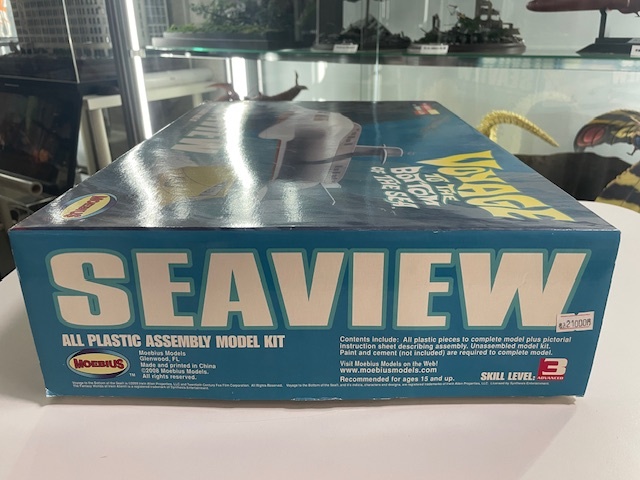 VOYAGE
TO THE
BOTTOM
OF THE SEA
SEAVIEW
ALL PLASTIC ASSEMBLY MODEL KIT
MOEBIUS
TM
Moebius Models
Glenwood, FL
Made and printed in China
©2008 Moebius Models.
All rights reserved.
Contents include: All plastic pieces to complete model plus pictorial
instruction sheet describing assembly. Unassembled model kit.
Paint and cement (not included) are required to complete model.
Visit Moebius Models on the Web!
www.moebiusmodels.com
Recommended for ages 15 and up.
SKILL LEVEL: 3
ADVANCED